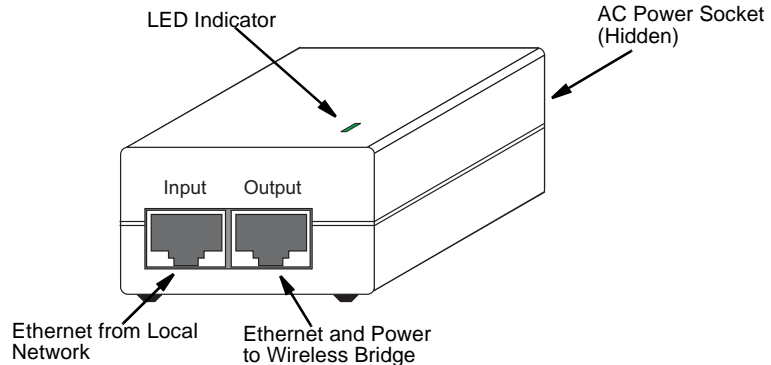 LED Indicator
AC Power Socket
(Hidden)
Input
Output
Ethernet from Local
Network
Ethernet and Power
to Wireless Bridge